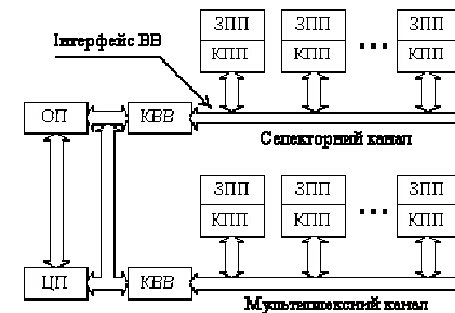 ЗПП ЗПП ЗПП
Інтерфейс ВВ
КПП КПП ... КПП
ОП КВВ
Селекторний канал
ЗПП ЗПП ЗПП
КПП КПП ... КПП
ЦП КВВ
Мультиплексний канал